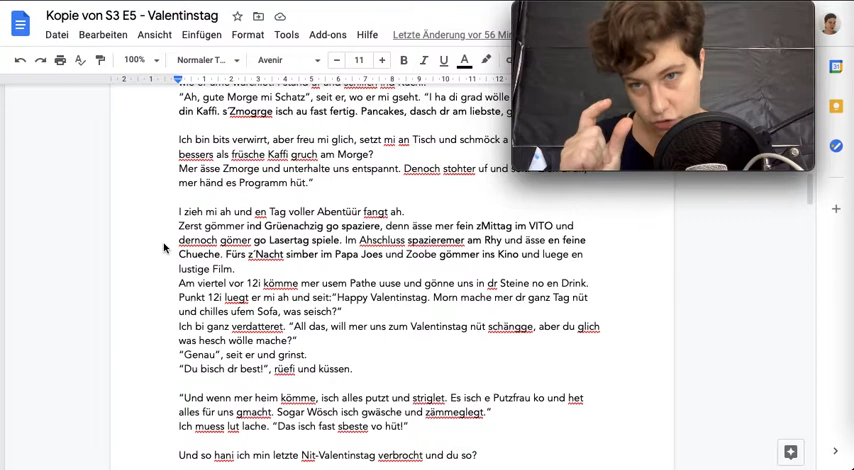 Kopie von S3 E5 - Valentinstag
Datei Bearbeiten Ansicht Einfügen Format Tools Add-ons Hilfe Letzte Änderung vor 56 Min
100% Normaler T... Avenir 11 B I U A
2 1 1 2 3 4 5 6 7 8
"Ah, gute Morge mi Schatz", seit er, wo er mi gseht. "I ha di grad wölle
din Kaffi. s'Zmogrge isch au fast fertig. Pancakes, dasch dr am liebste, g
Ich bin bits verwirrt, aber freu mi glich, setzt mi an Tisch und schmöck a
bessers als früsche Kaffi gruch am Morge?
Mer ässe Zmorge und unterhalte uns entspannt. Denoch stohter uf und
mer händ es Programm hüt."
I zieh mi ah und en Tag voller Abentüür fangt ah.
Zerst gömmer ind Grüenachzig go spaziere, denn ässe mer fein zMittag im VITO und
dernoch gömer go Lasertag spiele. Im Ahschluss spazieremer am Rhy und ässe en feine
Chueche. Fürs z'Nacht simber im Papa Joes und Zoobe gömmer ins Kino und luege en
lustige Film.
Am viertel vor 12i kömme mer usem Pathe uuse und gönne uns in dr Steine no en Drink.
Punkt 12i luegt er mi ah und seit:"Happy Valentinstag. Morn mache mer dr ganz Tag nüt
und chilles ufem Sofa, was seisch?"
Ich bi ganz verdatteret. "All das, will mer uns zum Valentinstag nüt schängge, aber du glich
was hesch wölle mache?"
"Genau", seit er und grinst.
"Du bisch dr best!", rüefi und küssen.
"Und wenn mer heim kömme, isch alles putzt und striglet. Es isch e Putzfrau ko und het
alles für uns gmacht. Sogar Wösch isch gwäsche und zämmeglegt."
Ich muess lut lache. "Das isch fast sbeste vo hüt!"
Und so hani ich min letzte Nit-Valentinstag verbrocht und du so?